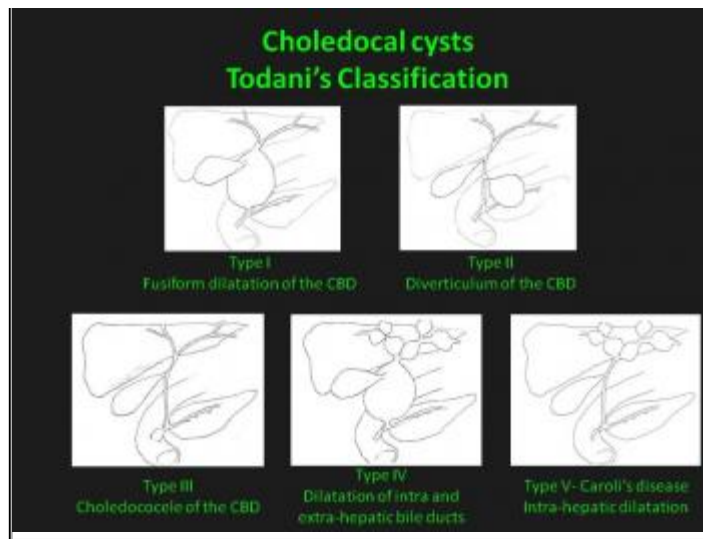 Choledocal cysts
Todani's Classification
Type I
Fusiform dilatation of the CBD
Type II
Diverticulum of the CBD
Type III
Choledococele of the CBD
Type IV
Dilatation of intra and
extra-hepatic bile ducts
Type V- Caroli's disease
Intra-hepatic dilatation